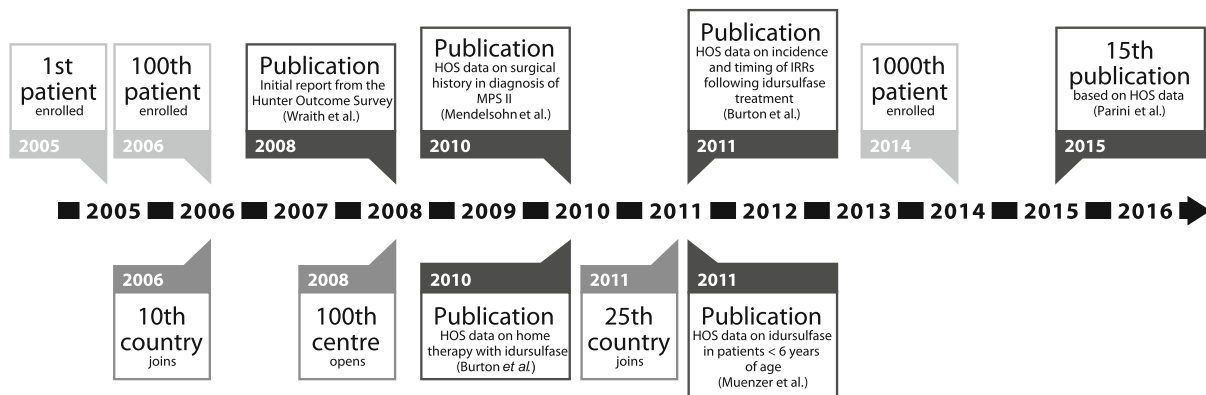 1st
patient
enrolled
2005
100th
patient
enrolled
2006
Publication
Initial report from the
Hunter Outcome Survey
(Wraith et al.)
2008
Publication
HOS data on surgical
history in diagnosis of
MPS II
(Mendelsohn et al.)
2010
Publication
HOS data on incidence
and timing of IRRs
following idursulfase
treatment
(Burton et al.)
2011
1000th
patient
enrolled
2014
15th
publication
based on HOS data
(Parini et al.)
2015
2005 2006 2007 2008 2009 2010 2011 2012 2013 2014 2015 2016
2006
10th
country
joins
2008
100th
centre
opens
2010
Publication
HOS data on home
therapy with idursulfase
(Burton et al.)
2011
25th
country
joins
2011
Publication
HOS data on idursulfase
in patients < 6 years
of age
(Muenzer et al.)